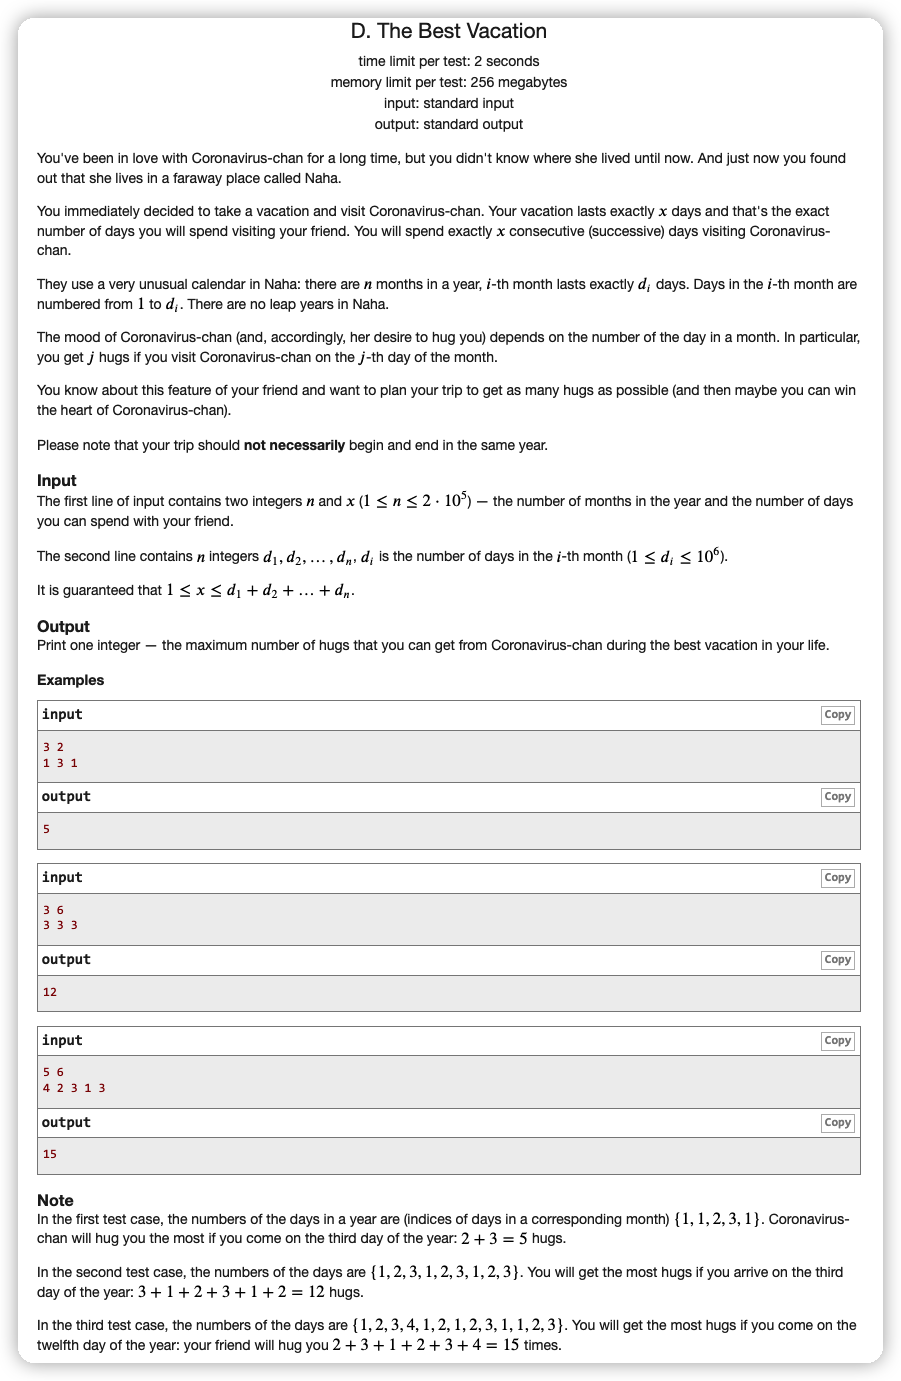 D. The Best Vacation
time limit per test: 2 seconds
memory limit per test: 256 megabytes
input: standard input
output: standard output
You've been in love with Coronavirus-chan for a long time, but you didn't know where she lived until now. And just now you found
out that she lives in a faraway place called Naha.
You immediately decided to take a vacation and visit Coronavirus-chan. Your vacation lasts exactly x days and that's the exact
number of days you will spend visiting your friend. You will spend exactly x consecutive (successive) days visiting Coronavirus-
chan.
They use a very unusual calendar in Naha: there are n months in a year, i-th month lasts exactly dᵢ days. Days in the i-th month are
numbered from 1 to dᵢ. There are no leap years in Naha.
The mood of Coronavirus-chan (and, accordingly, her desire to hug you) depends on the number of the day in a month. In particular,
you get j hugs if you visit Coronavirus-chan on the j-th day of the month.
You know about this feature of your friend and want to plan your trip to get as many hugs as possible (and then maybe you can win
the heart of Coronavirus-chan).
Please note that your trip should not necessarily begin and end in the same year.
Input
The first line of input contains two integers n and x (1 ≤ n ≤ 2 · 10⁵) — the number of months in the year and the number of days
you can spend with your friend.
The second line contains n integers d₁, d₂, … , dₙ, dᵢ is the number of days in the i-th month (1 ≤ dᵢ ≤ 10⁶).
It is guaranteed that 1 ≤ x ≤ d₁ + d₂ + … + dₙ.
Output
Print one integer — the maximum number of hugs that you can get from Coronavirus-chan during the best vacation in your life.
Examples
input Copy
3 2
1 3 1
output Copy
5
input Copy
3 6
3 3 3
output Copy
12
input Copy
5 6
4 2 3 1 3
output Copy
15
Note
In the first test case, the numbers of the days in a year are (indices of days in a corresponding month) {1, 1, 2, 3, 1}. Coronavirus-
chan will hug you the most if you come on the third day of the year: 2 + 3 = 5 hugs.
In the second test case, the numbers of the days are {1, 2, 3, 1, 2, 3, 1, 2, 3}. You will get the most hugs if you arrive on the third
day of the year: 3 + 1 + 2 + 3 + 1 + 2 = 12 hugs.
In the third test case, the numbers of the days are {1, 2, 3, 4, 1, 2, 1, 2, 3, 1, 1, 2, 3}. You will get the most hugs if you come on the
twelfth day of the year: your friend will hug you 2 + 3 + 1 + 2 + 3 + 4 = 15 times.